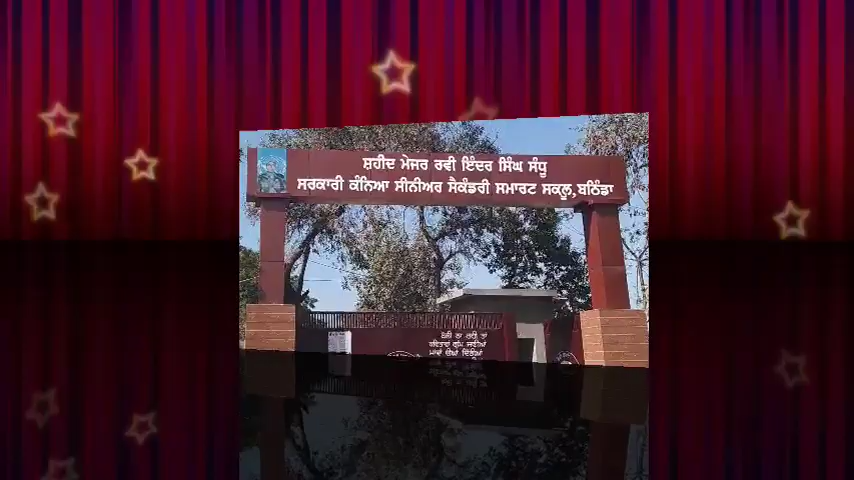 ਸ਼ਹੀਦ ਮੇਜਰ ਰਵੀ ਇੰਦਰ ਸਿੰਘ ਸੰਧੂ
ਸਰਕਾਰੀ ਕੰਨਿਆ ਸੀਨੀਅਰ ਸੈਕੰਡਰੀ ਸਮਾਰਟ ਸਕੂਲ, ਬਠਿੰਡਾ